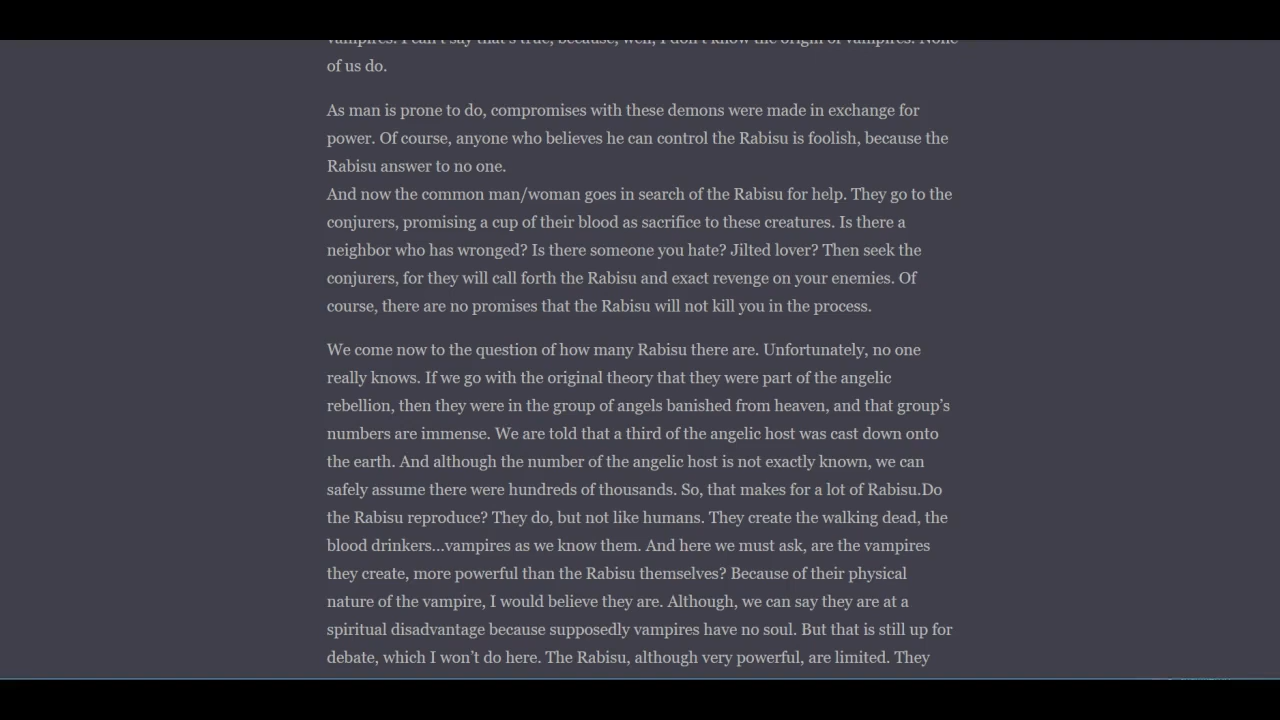 vampires. I can't say that's true, because, well, I don't know the origin of vampires. None
of us do.
As man is prone to do, compromises with these demons were made in exchange for
power. Of course, anyone who believes he can control the Rabisu is foolish, because the
Rabisu answer to no one.
And now the common man/woman goes in search of the Rabisu for help. They go to the
conjurers, promising a cup of their blood as sacrifice to these creatures. Is there a
neighbor who has wronged? Is there someone you hate? Jilted lover? Then seek the
conjurers, for they will call forth the Rabisu and exact revenge on your enemies. Of
course, there are no promises that the Rabisu will not kill you in the process.
We come now to the question of how many Rabisu there are. Unfortunately, no one
really knows. If we go with the original theory that they were part of the angelic
rebellion, then they were in the group of angels banished from heaven, and that group’s
numbers are immense. We are told that a third of the angelic host was cast down onto
the earth. And although the number of the angelic host is not exactly known, we can
safely assume there were hundreds of thousands. So, that makes for a lot of Rabisu.Do
the Rabisu reproduce? They do, but not like humans. They create the walking dead, the
blood drinkers…vampires as we know them. And here we must ask, are the vampires
they create, more powerful than the Rabisu themselves? Because of their physical
nature of the vampire, I would believe they are. Although, we can say they are at a
spiritual disadvantage because supposedly vampires have no soul. But that is still up for
debate, which I won’t do here. The Rabisu, although very powerful, are limited. They